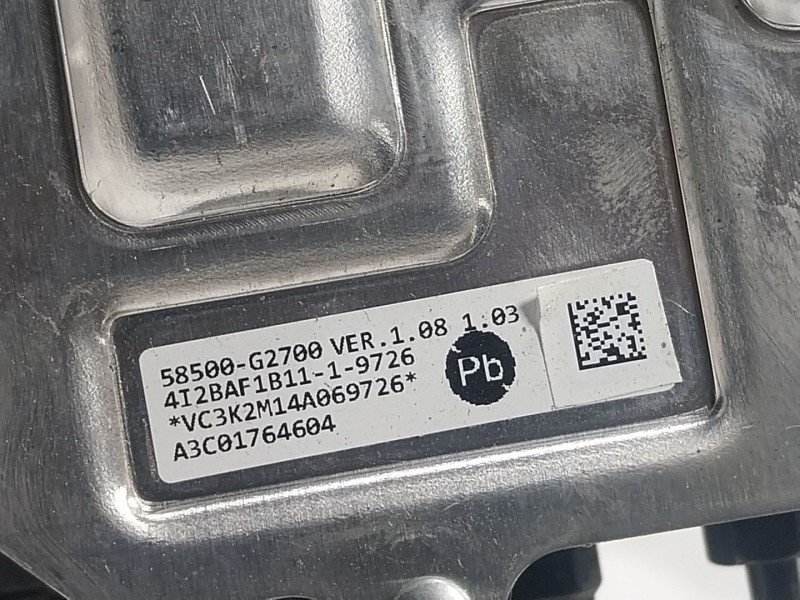 58500-G2700 VER.1.08 1.03
4I2BAF1B11-1-9726
*VC3K2M14A069726*
A3C01764604
Pb